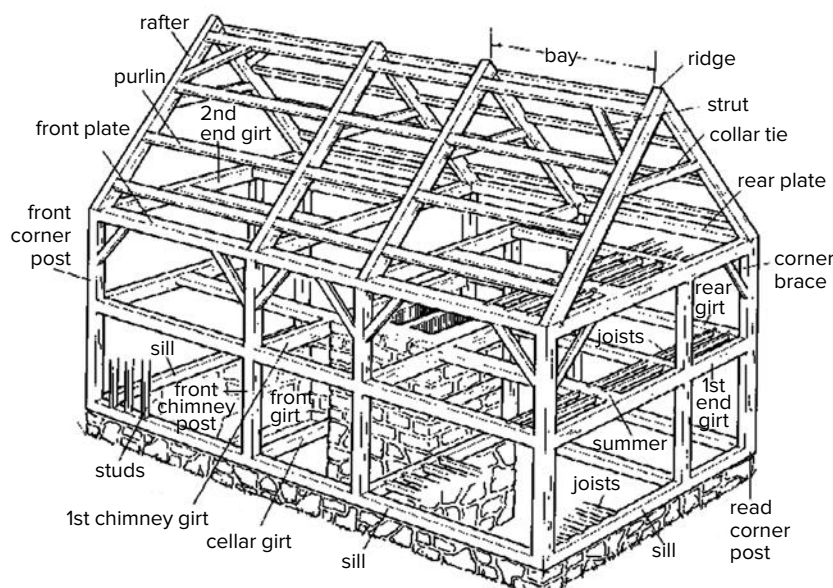 rafter
bay
ridge
purlin
2nd
end girt
strut
front plate
collar tie
rear plate
front
corner
post
corner
brace
rear
girt
joists
sill
front
chimney
post
front
girt
1st
end
girt
summer
studs
joists
1st chimney girt
cellar girt
sill
sill
read
corner
post